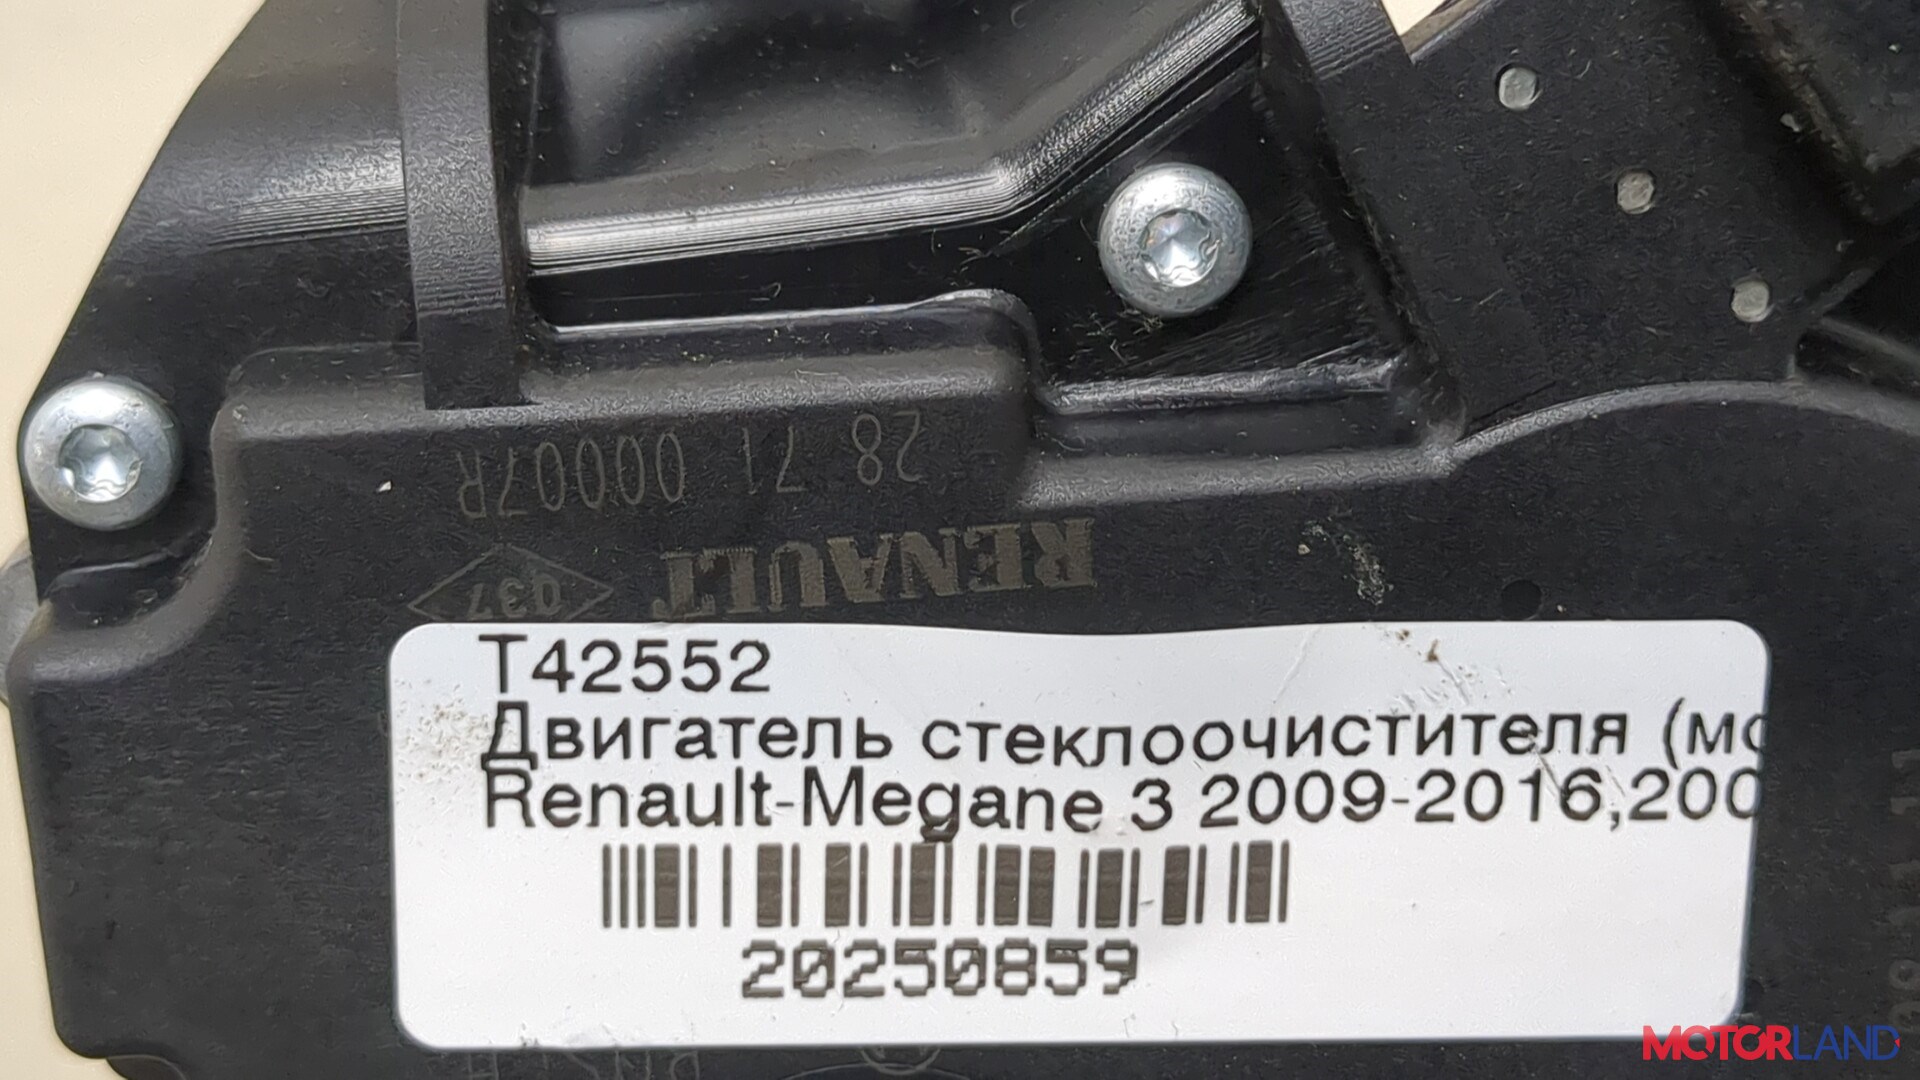 28 71 00007R
RENAULT
037
T42552
Двигатель стеклоочистителя (мо
Renault-Megane 3 2009-2016,200
20250859
MOTORLAND